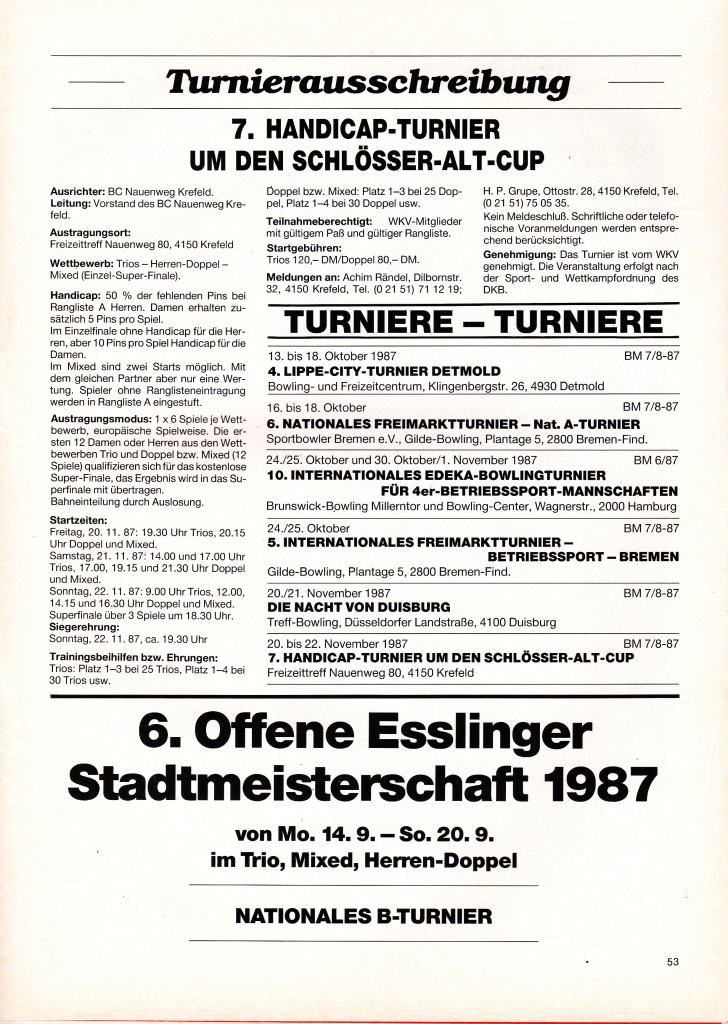 Turnierausschreibung
7. HANDICAP-TURNIER
UM DEN SCHLÖSSER-ALT-CUP
Ausrichter: BC Nauenweg Krefeld.
Leitung: Vorstand des BC Nauenweg Kre-
feld.
Austragungsort:
Freizeittreff Nauenweg 80, 4150 Krefeld
Wettbewerb: Trios – Herren-Doppel –
Mixed (Einzel-Super-Finale).
Handicap: 50 % der fehlenden Pins bei
Rangliste A Herren. Damen erhalten zu-
sätzlich 5 Pins pro Spiel.
Im Einzelfinale ohne Handicap für die Her-
ren, aber 10 Pins pro Spiel Handicap für die
Damen.
Im Mixed sind zwei Starts möglich. Mit
dem gleichen Partner aber nur eine Wer-
tung. Spieler ohne Ranglisteneintragung
werden in Rangliste A eingestuft.
Austragungsmodus: 1 x 6 Spiele je Wett-
bewerb, europäische Spielweise. Die er-
sten 12 Damen oder Herren aus den Wett-
bewerben Trio und Doppel bzw. Mixed (12
Spiele) qualifizieren sich für das kostenlose
Super-Finale, das Ergebnis wird in das Su-
perfinale mit übertragen.
Bahneinteilung durch Auslosung.
Startzeiten:
Freitag, 20. 11. 87: 19.30 Uhr Trios, 20.15
Uhr Doppel und Mixed.
Samstag, 21. 11. 87: 14.00 und 17.00 Uhr
Trios, 17.00, 19.15 und 21.30 Uhr Doppel
und Mixed.
Sonntag, 22. 11. 87: 9.00 Uhr Trios, 12.00,
14.15 und 16.30 Uhr Doppel und Mixed.
Superfinale über 3 Spiele um 18.30 Uhr.
Siegerehrung:
Sonntag, 22. 11. 87, ca. 19.30 Uhr
Trainingsbeihilfen bzw. Ehrungen:
Trios: Platz 1–3 bei 25 Trios, Platz 1–4 bei
30 Trios usw.
Doppel bzw. Mixed: Platz 1–3 bei 25 Dop-
pel, Platz 1–4 bei 30 Doppel usw.
Teilnahmeberechtigt: WKV-Mitglieder
mit gültigem Paß und gültiger Rangliste.
Startgebühren:
Trios 120,– DM/Doppel 80,– DM.
Meldungen an: Achim Rändel, Dilbornstr.
32, 4150 Krefeld, Tel. (0 21 51) 71 12 19;
H. P. Grupe, Ottostr. 28, 4150 Krefeld, Tel.
(0 21 51) 75 05 35.
Kein Meldeschluß. Schriftliche oder telefo-
nische Voranmeldungen werden entspre-
chend berücksichtigt.
Genehmigung: Das Turnier ist vom WKV
genehmigt. Die Veranstaltung erfolgt nach
der Sport- und Wettkampfordnung des
DKB.
TURNIERE – TURNIERE
13. bis 18. Oktober 1987 BM 7/8-87
4. LIPPE-CITY-TURNIER DETMOLD
Bowling- und Freizeitcentrum, Klingenbergstr. 26, 4930 Detmold
16. bis 18. Oktober BM 7/8-87
6. NATIONALES FREIMARKTTURNIER – Nat. A-TURNIER
Sportbowler Bremen e.V., Gilde-Bowling, Plantage 5, 2800 Bremen-Find.
24./25. Oktober und 30. Oktober/1. November 1987 BM 6/87
10. INTERNATIONALES EDEKA-BOWLINGTURNIER
FÜR 4er-BETRIEBSSPORT-MANNSCHAFTEN
Brunswick-Bowling Millerntor und Bowling-Center, Wagnerstr., 2000 Hamburg
24./25. Oktober BM 7/8-87
5. INTERNATIONALES FREIMARKTTURNIER –
BETRIEBSSPORT – BREMEN
Gilde-Bowling, Plantage 5, 2800 Bremen-Find.
20./21. November 1987 BM 7/8-87
DIE NACHT VON DUISBURG
Treff-Bowling, Düsseldorfer Landstraße, 4100 Duisburg
20. bis 22. November 1987 BM 7/8-87
7. HANDICAP-TURNIER UM DEN SCHLÖSSER-ALT-CUP
Freizeittreff Nauenweg 80, 4150 Krefeld
6. Offene Esslinger
Stadtmeisterschaft 1987
von Mo. 14. 9. – So. 20. 9.
im Trio, Mixed, Herren-Doppel
NATIONALES B-TURNIER
53